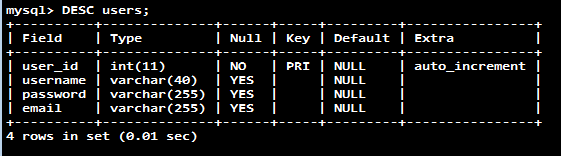 mysql> DESC users;
+----------+--------------+------+-----+---------+----------------+
| Field    | Type         | Null | Key | Default | Extra          |
+----------+--------------+------+-----+---------+----------------+
| user_id  | int(11)      | NO   | PRI | NULL    | auto_increment |
| username | varchar(40)  | YES  |     | NULL    |                |
| password | varchar(255) | YES  |     | NULL    |                |
| email    | varchar(255) | YES  |     | NULL    |                |
+----------+--------------+------+-----+---------+----------------+
4 rows in set (0.01 sec)